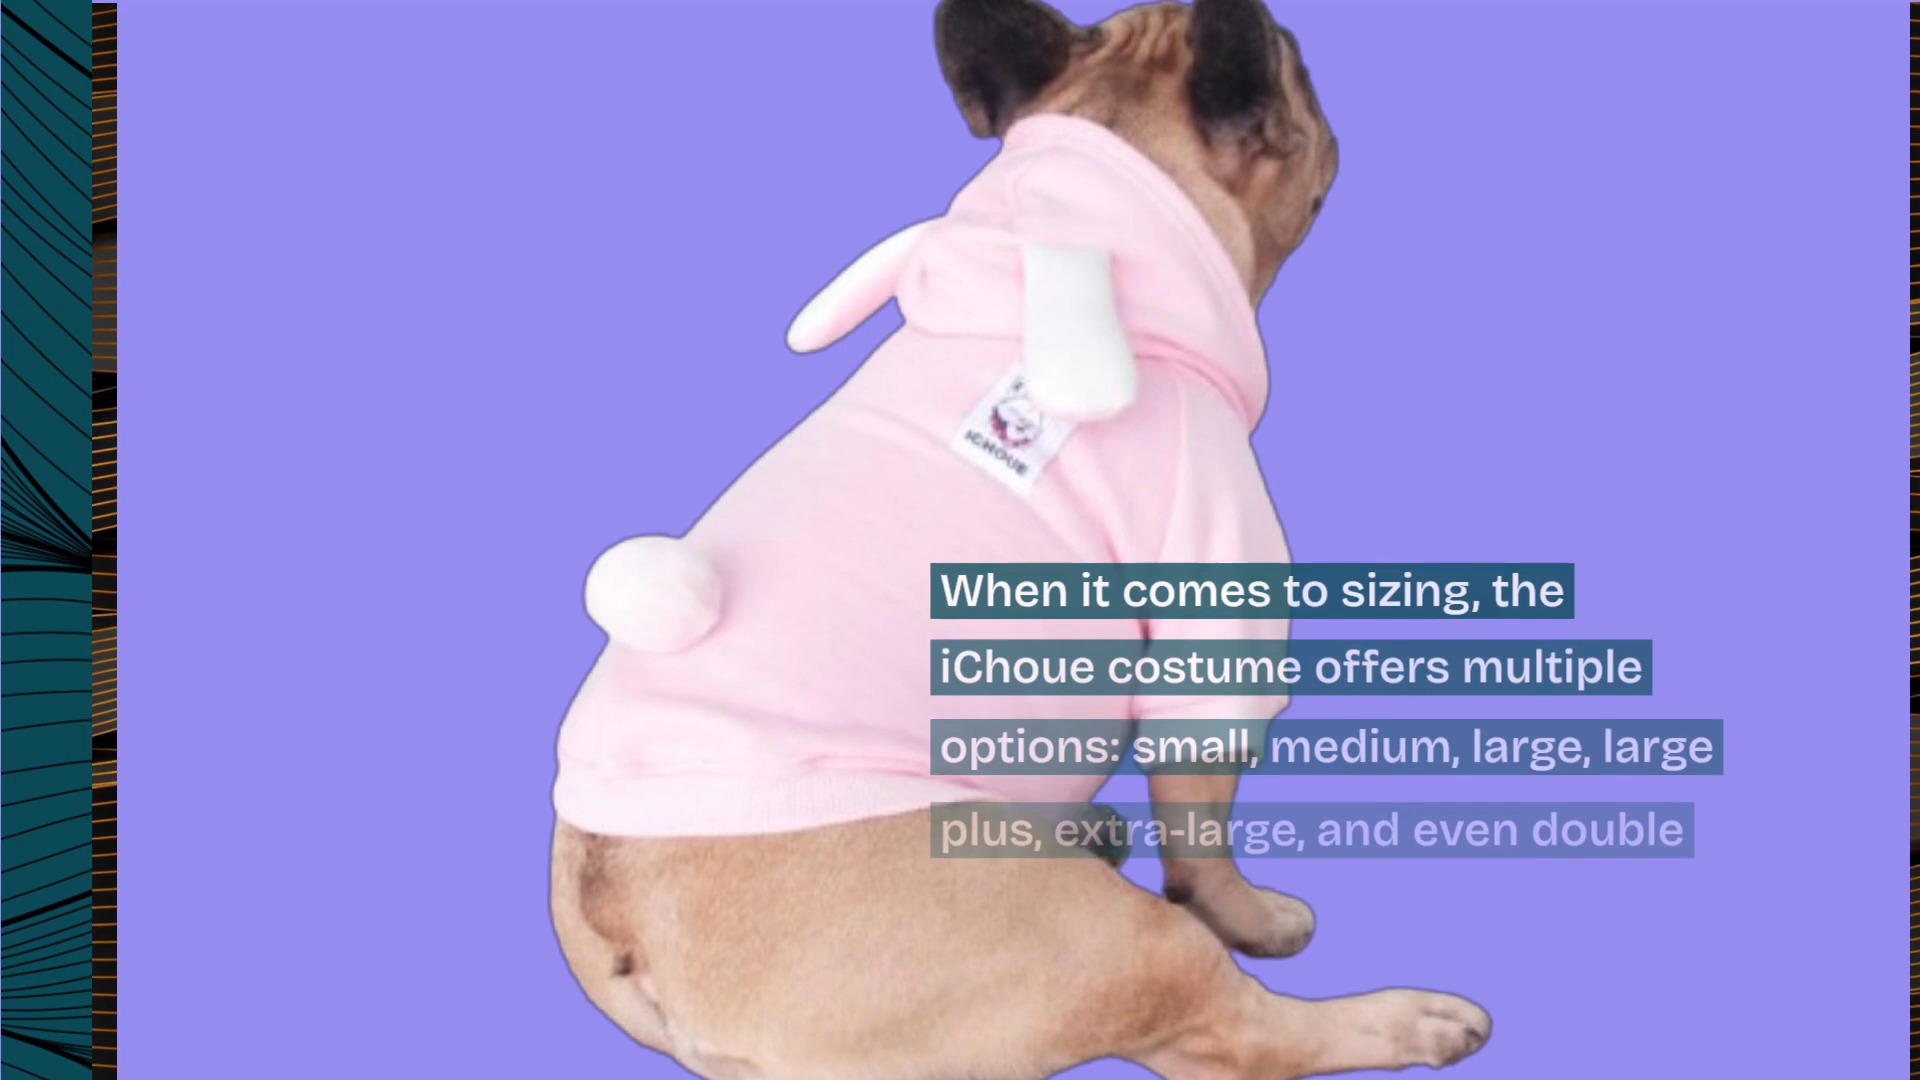 iCHOUE
When it comes to sizing, the
iChoue costume offers multiple
options: small, medium, large, large
plus, extra-large, and even double